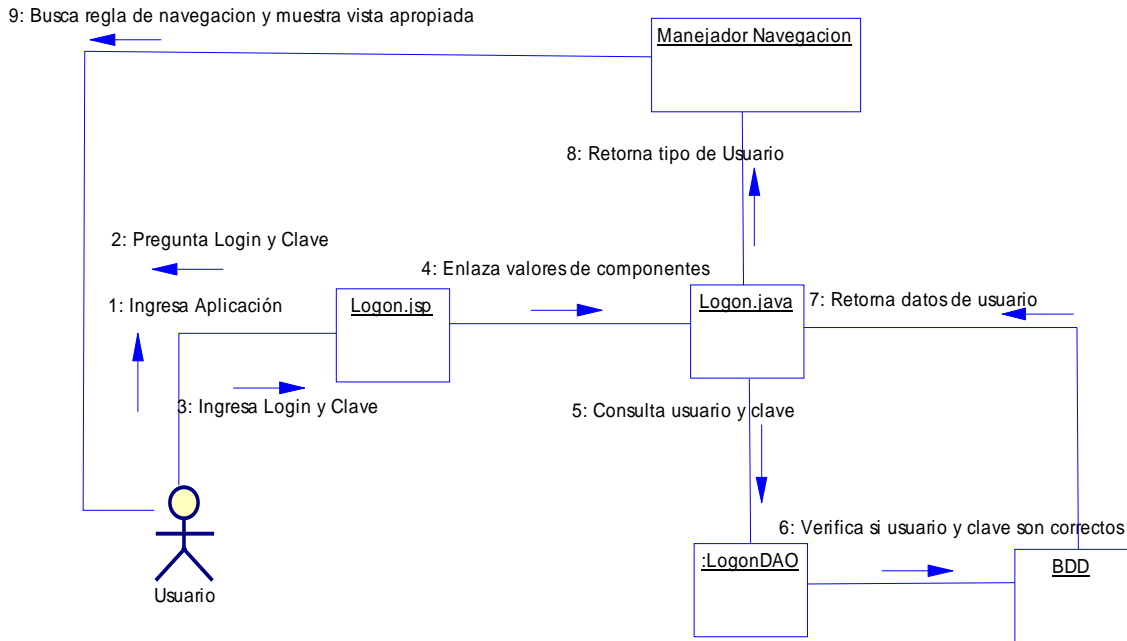 9: Busca regla de navegacion y muestra vista apropiada
Manejador Navegacion
8: Retorna tipo de Usuario
2: Pregunta Login y Clave
4: Enlaza valores de componentes
1: Ingresa Aplicación
Logon.jsp
Logon.java
7: Retorna datos de usuario
3: Ingresa Login y Clave
5: Consulta usuario y clave
6: Verifica si usuario y clave son correctos
:LogonDAO
BDD
Usuario